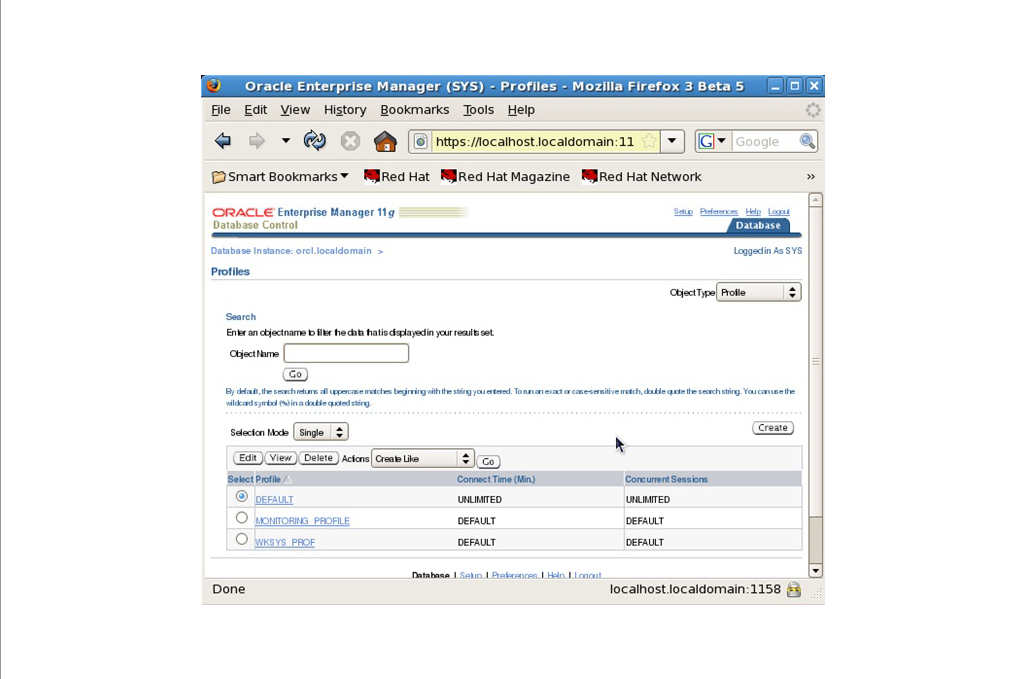 Oracle Enterprise Manager (SYS) - Profiles - Mozilla Firefox 3 Beta 5
File Edit View History Bookmarks Tools Help
https://localhost.localdomain:11 G Google
Smart Bookmarks Red Hat Red Hat Magazine Red Hat Network »
ORACLE Enterprise Manager 11g
Setup Preferences Help Logout
Database Control
Database
Database Instance: orcl.localdomain >
Logged in As SYS
Profiles
Object Type Profile
Search
Enter an object name to filter the data that is displayed in your results set.
Object Name
Go
By default, the search returns all uppercase matches beginning with the string you entered. To run an exact or case-sensitive match, double quote the search string. You can use the
wildcard symbol (%) in a double quoted string.
Selection Mode Single
Create
Edit View Delete Actions Create Like Go
Select Profile Connect Time (Min.) Concurrent Sessions
DEFAULT UNLIMITED UNLIMITED
MONITORING_PROFILE DEFAULT DEFAULT
WKSYS_PROF DEFAULT DEFAULT
Database | Setup | Preferences | Help | Logout
Done localhost.localdomain:1158